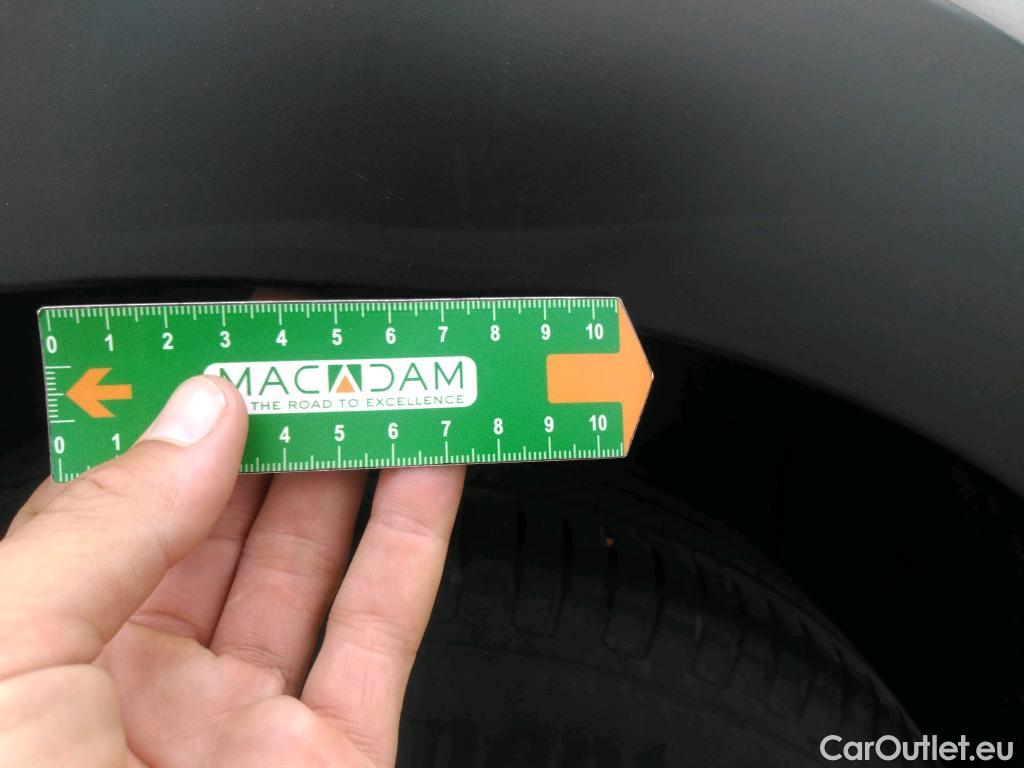 0 1 2 3 4 5 6 7 8 9 10
MACADAM
THE ROAD TO EXCELLENCE
0 1 4 5 6 7 8 9 10
CarOutlet.eu